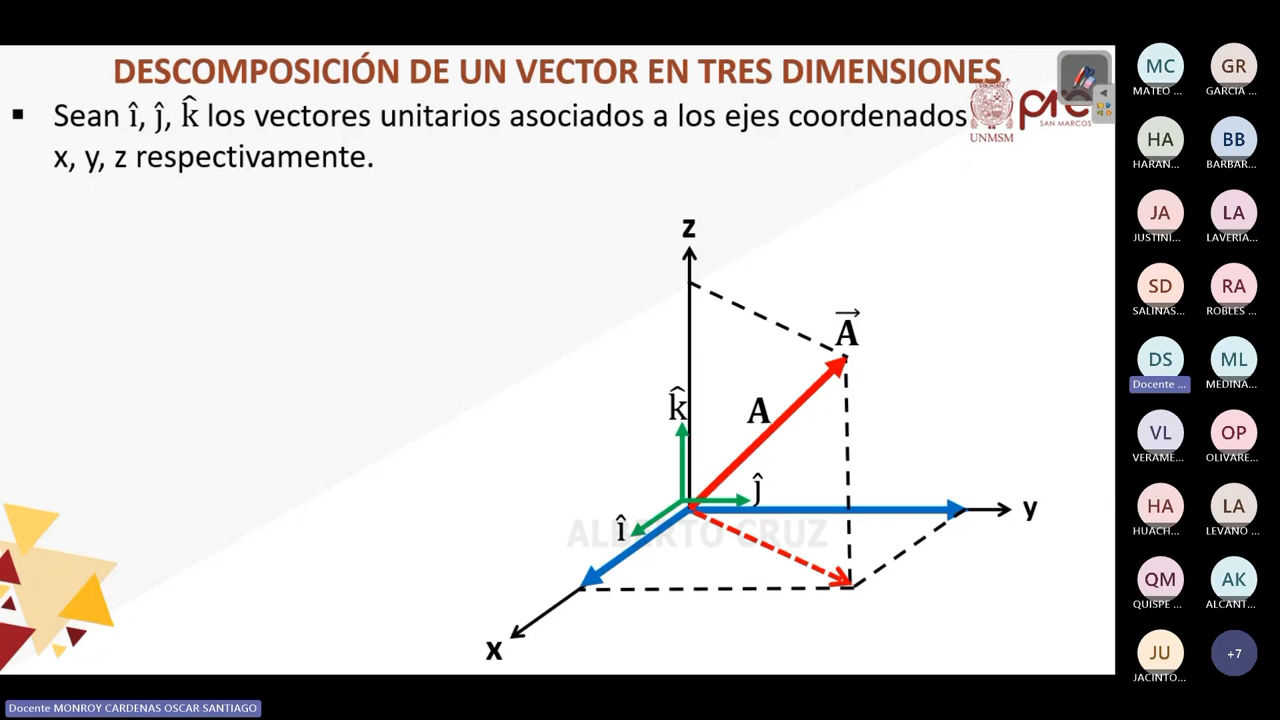 DESCOMPOSICIÓN DE UN VECTOR EN TRES DIMENSIONES.
▪ Sean î, ĵ, k̂ los vectores unitarios asociados a los ejes coordenados
x, y, z respectivamente.
UNMSM
pre
SAN MARCOS
z
A⃗
A
k̂
ĵ
î
y
x
ALBERTO CRUZ
MC
MATEO ...
GR
GARCIA ...
HA
HARAN...
BB
BARBAR...
JA
JUSTINI...
LA
LAVERIA...
SD
SALINAS...
RA
ROBLES ...
DS
Docente ...
ML
MEDINA...
VL
VERAME...
OP
OLIVARE...
HA
HUACH...
LA
LEVANO ...
QM
QUISPE ...
AK
ALCANT...
JU
JACINTO...
+7
Docente MONROY CARDENAS OSCAR SANTIAGO